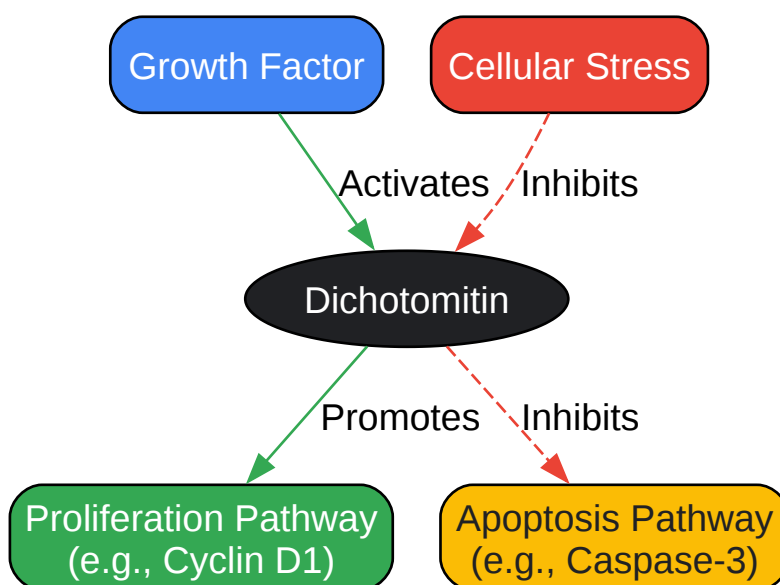 Growth Factor
Cellular Stress
Activates
Inhibits
Dichotomitin
Promotes
Inhibits
Proliferation Pathway
(e.g., Cyclin D1)
Apoptosis Pathway
(e.g., Caspase-3)